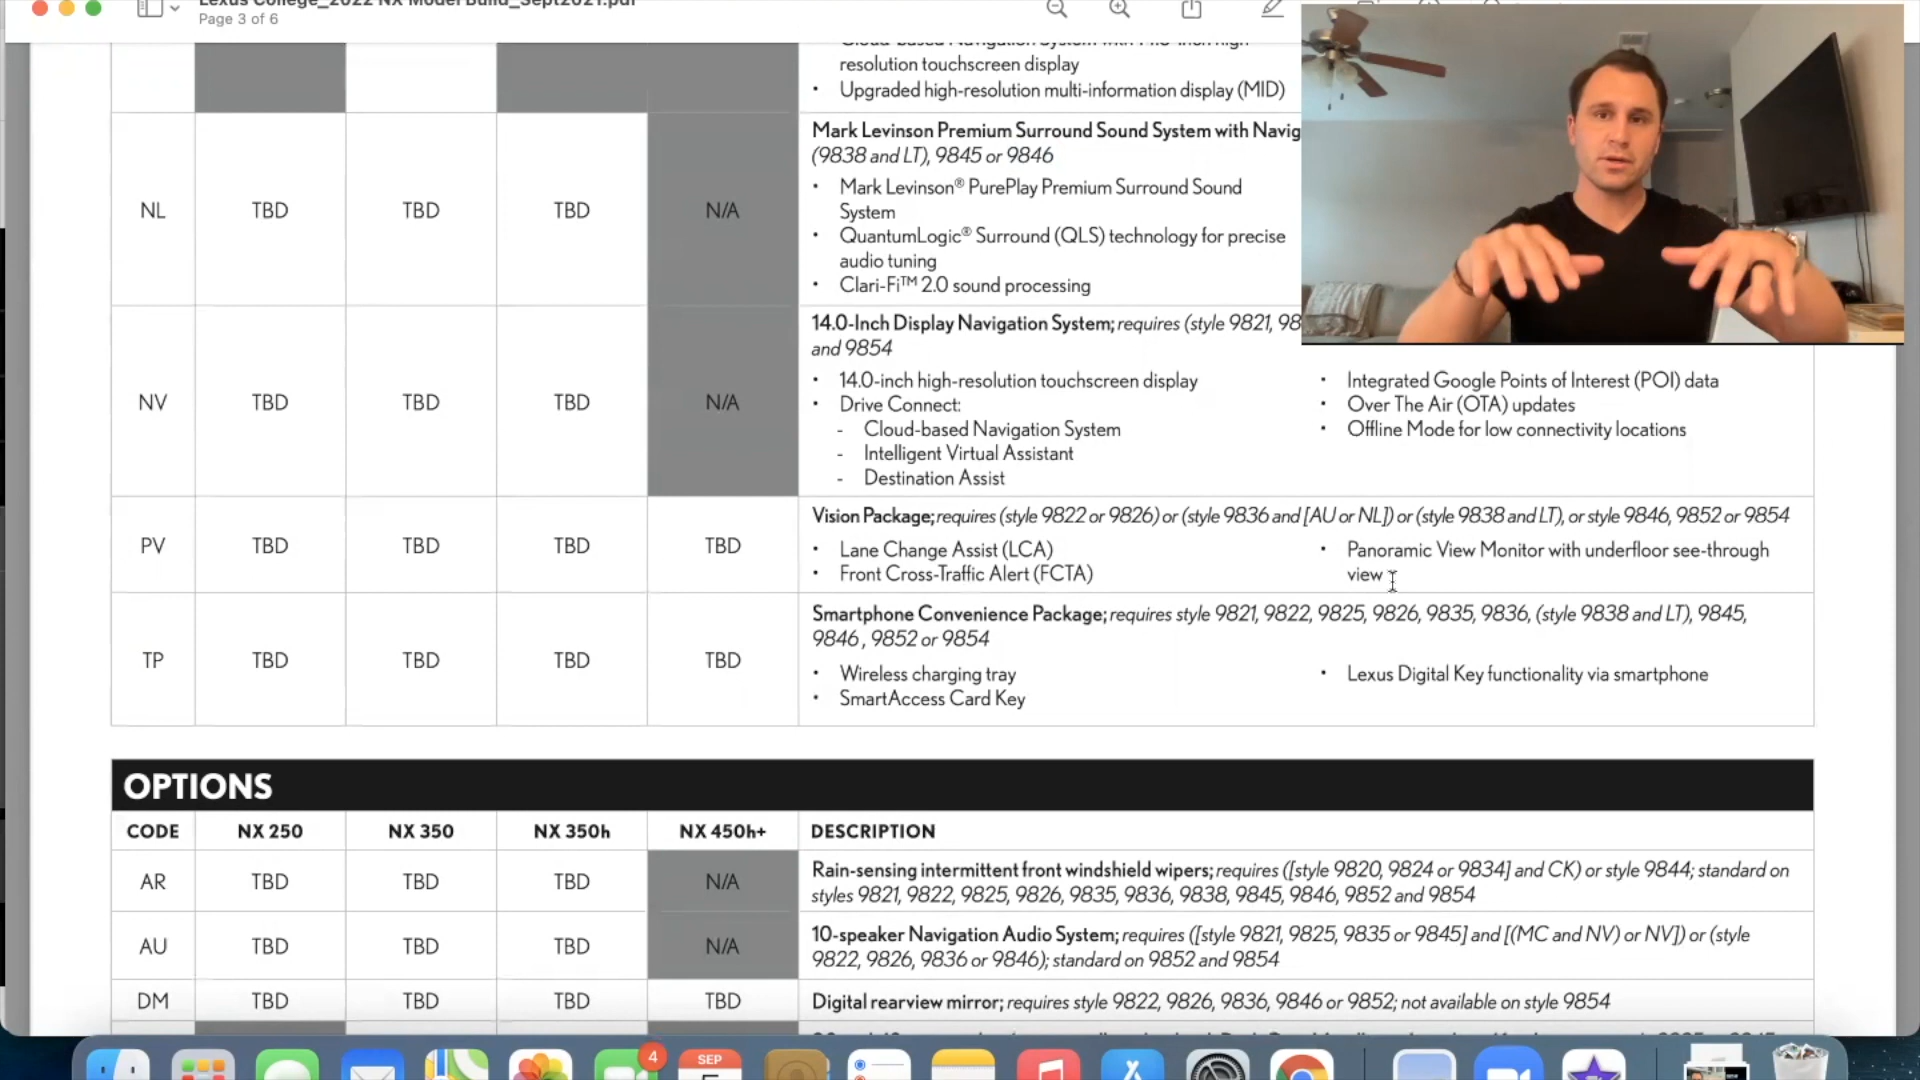 Lexus College_2022 NX Model Build_Sept2021.pdf
Page 3 of 6
Cloud-based Navigation System with 14.0-inch high-
resolution touchscreen display
• Upgraded high-resolution multi-information display (MID)
NL TBD TBD TBD N/A
Mark Levinson Premium Surround Sound System with Navig
(9838 and LT), 9845 or 9846
• Mark Levinson® PurePlay Premium Surround Sound
System
• QuantumLogic® Surround (QLS) technology for precise
audio tuning
• Clari-Fi™ 2.0 sound processing
NV TBD TBD TBD N/A
14.0-Inch Display Navigation System; requires (style 9821, 98
and 9854
• 14.0-inch high-resolution touchscreen display
• Drive Connect:
- Cloud-based Navigation System
- Intelligent Virtual Assistant
- Destination Assist
• Integrated Google Points of Interest (POI) data
• Over The Air (OTA) updates
• Offline Mode for low connectivity locations
PV TBD TBD TBD TBD
Vision Package; requires (style 9822 or 9826) or (style 9836 and [AU or NL]) or (style 9838 and LT), or style 9846, 9852 or 9854
• Lane Change Assist (LCA)
• Front Cross-Traffic Alert (FCTA)
• Panoramic View Monitor with underfloor see-through
view
TP TBD TBD TBD TBD
Smartphone Convenience Package; requires style 9821, 9822, 9825, 9826, 9835, 9836, (style 9838 and LT), 9845,
9846 , 9852 or 9854
• Wireless charging tray
• SmartAccess Card Key
• Lexus Digital Key functionality via smartphone
OPTIONS
CODE NX 250 NX 350 NX 350h NX 450h+ DESCRIPTION
AR TBD TBD TBD N/A
Rain-sensing intermittent front windshield wipers; requires ([style 9820, 9824 or 9834] and CK) or style 9844; standard on
styles 9821, 9822, 9825, 9826, 9835, 9836, 9838, 9845, 9846, 9852 and 9854
AU TBD TBD TBD N/A
10-speaker Navigation Audio System; requires ([style 9821, 9825, 9835 or 9845] and [(MC and NV) or NV]) or (style
9822, 9826, 9836 or 9846); standard on 9852 and 9854
DM TBD TBD TBD TBD
Digital rearview mirror; requires style 9822, 9826, 9836, 9846 or 9852; not available on style 9854
4
SEP